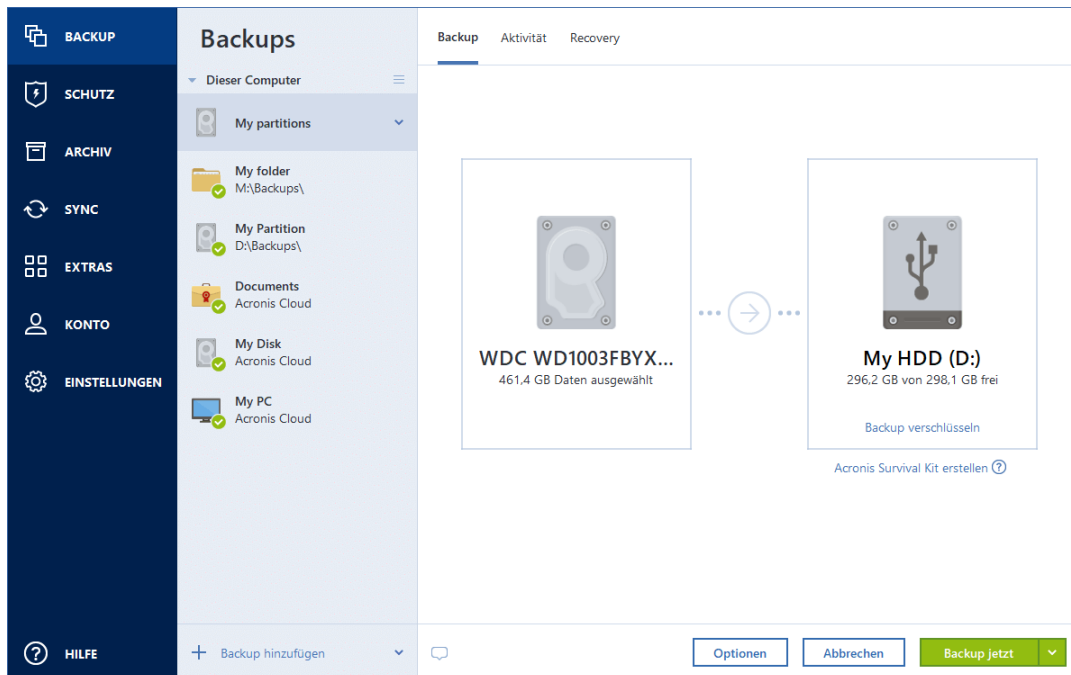 BACKUP
SCHUTZ
ARCHIV
SYNC
EXTRAS
KONTO
EINSTELLUNGEN
HILFE
Backups
Dieser Computer
My partitions
My folder
M:\Backups\
My Partition
D:\Backups\
Documents
Acronis Cloud
My Disk
Acronis Cloud
My PC
Acronis Cloud
Backup hinzufügen
Backup Aktivität Recovery
WDC WD1003FBYX...
461,4 GB Daten ausgewählt
My HDD (D:)
296,2 GB von 298,1 GB frei
Backup verschlüsseln
Acronis Survival Kit erstellen ?
Optionen Abbrechen Backup jetzt